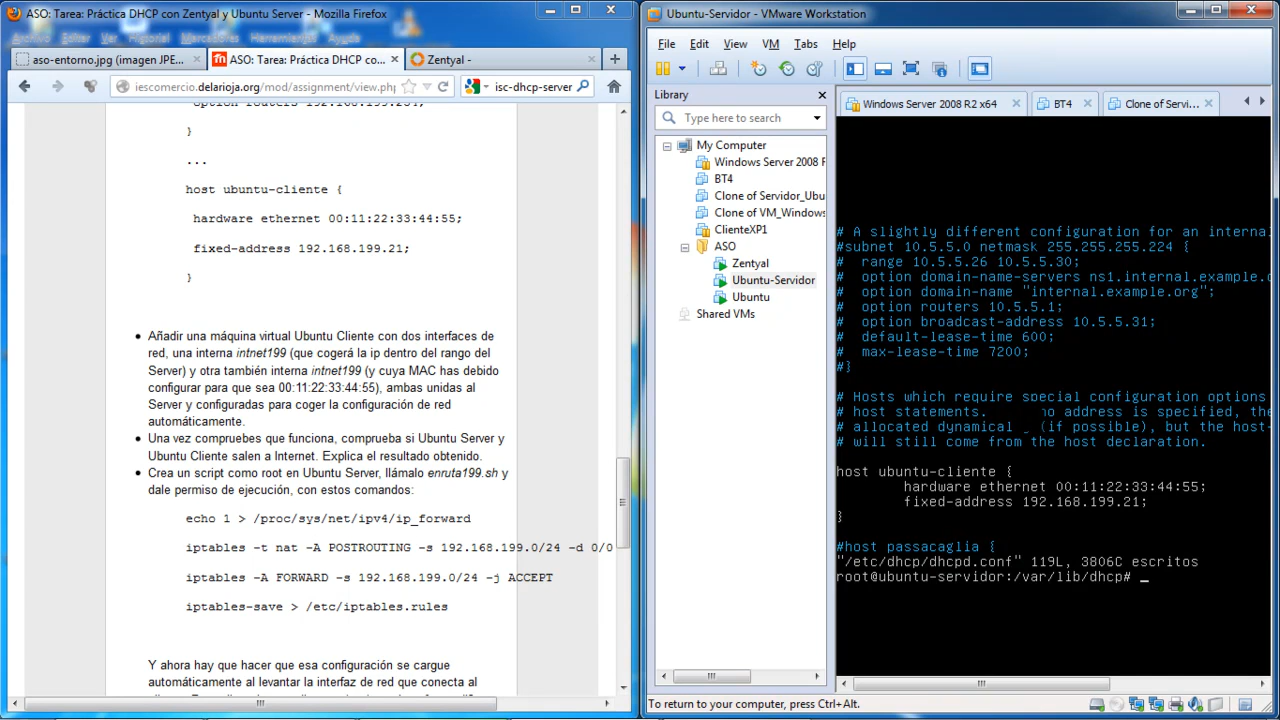 ASO: Tarea: Práctica DHCP con Zentyal y Ubuntu Server - Mozilla Firefox
Archivo Editar Ver Historial Marcadores Herramientas Ayuda
aso-entorno.jpg (imagen JPE...
ASO: Tarea: Práctica DHCP co...
Zentyal -
iescomercio.delarioja.org/mod/assignment/view.php
isc-dhcp-server
}
...
host ubuntu-cliente {
hardware ethernet 00:11:22:33:44:55;
fixed-address 192.168.199.21;
}
Añadir una máquina virtual Ubuntu Cliente con dos interfaces de
red, una interna intnet199 (que cogerá la ip dentro del rango del
Server) y otra también interna intnet199 (y cuya MAC has debido
configurar para que sea 00:11:22:33:44:55), ambas unidas al
Server y configuradas para coger la configuración de red
automáticamente.
Una vez compruebes que funciona, comprueba si Ubuntu Server y
Ubuntu Cliente salen a Internet. Explica el resultado obtenido.
Crea un script como root en Ubuntu Server, llámalo enruta199.sh y
dale permiso de ejecución, con estos comandos:
echo 1 > /proc/sys/net/ipv4/ip_forward
iptables -t nat -A POSTROUTING -s 192.168.199.0/24 -d 0/0
iptables -A FORWARD -s 192.168.199.0/24 -j ACCEPT
iptables-save > /etc/iptables.rules
Y ahora hay que hacer que esa configuración se cargue
automáticamente al levantar la interfaz de red que conecta al
Ubuntu-Servidor - VMware Workstation
File Edit View VM Tabs Help
Library
Type here to search
My Computer
Windows Server 2008 F
BT4
Clone of Servidor_Ubu
Clone of VM_Windows
ClienteXP1
ASO
Zentyal
Ubuntu-Servidor
Ubuntu
Shared VMs
Windows Server 2008 R2 x64
BT4
Clone of Servi...
# A slightly different configuration for an internal
#subnet 10.5.5.0 netmask 255.255.255.224 {
# range 10.5.5.26 10.5.5.30;
# option domain-name-servers ns1.internal.example.o
# option domain-name "internal.example.org";
# option routers 10.5.5.1;
# option broadcast-address 10.5.5.31;
# default-lease-time 600;
# max-lease-time 7200;
#}
# Hosts which require special configuration options
# host statements. no address is specified, the
# allocated dynamical (if possible), but the host-
# will still come from the host declaration.
host ubuntu-cliente {
hardware ethernet 00:11:22:33:44:55;
fixed-address 192.168.199.21;
}
#host passacaglia {
"/etc/dhcp/dhcpd.conf" 119L, 3806C escritos
root@ubuntu-servidor:/var/lib/dhcp# _
To return to your computer, press Ctrl+Alt.